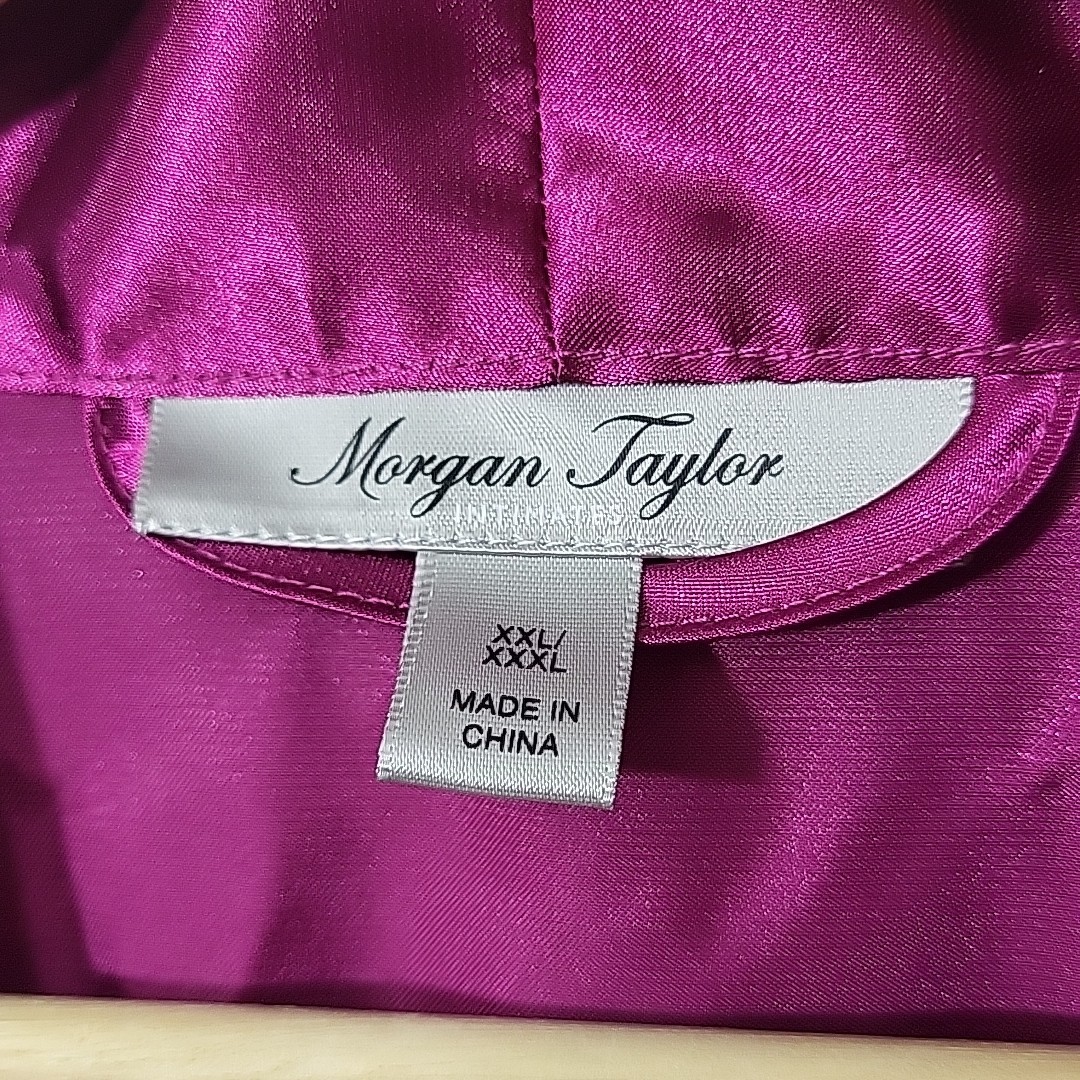 Morgan Taylor
INTIMATES
XXL/
XXXL
MADE IN
CHINA